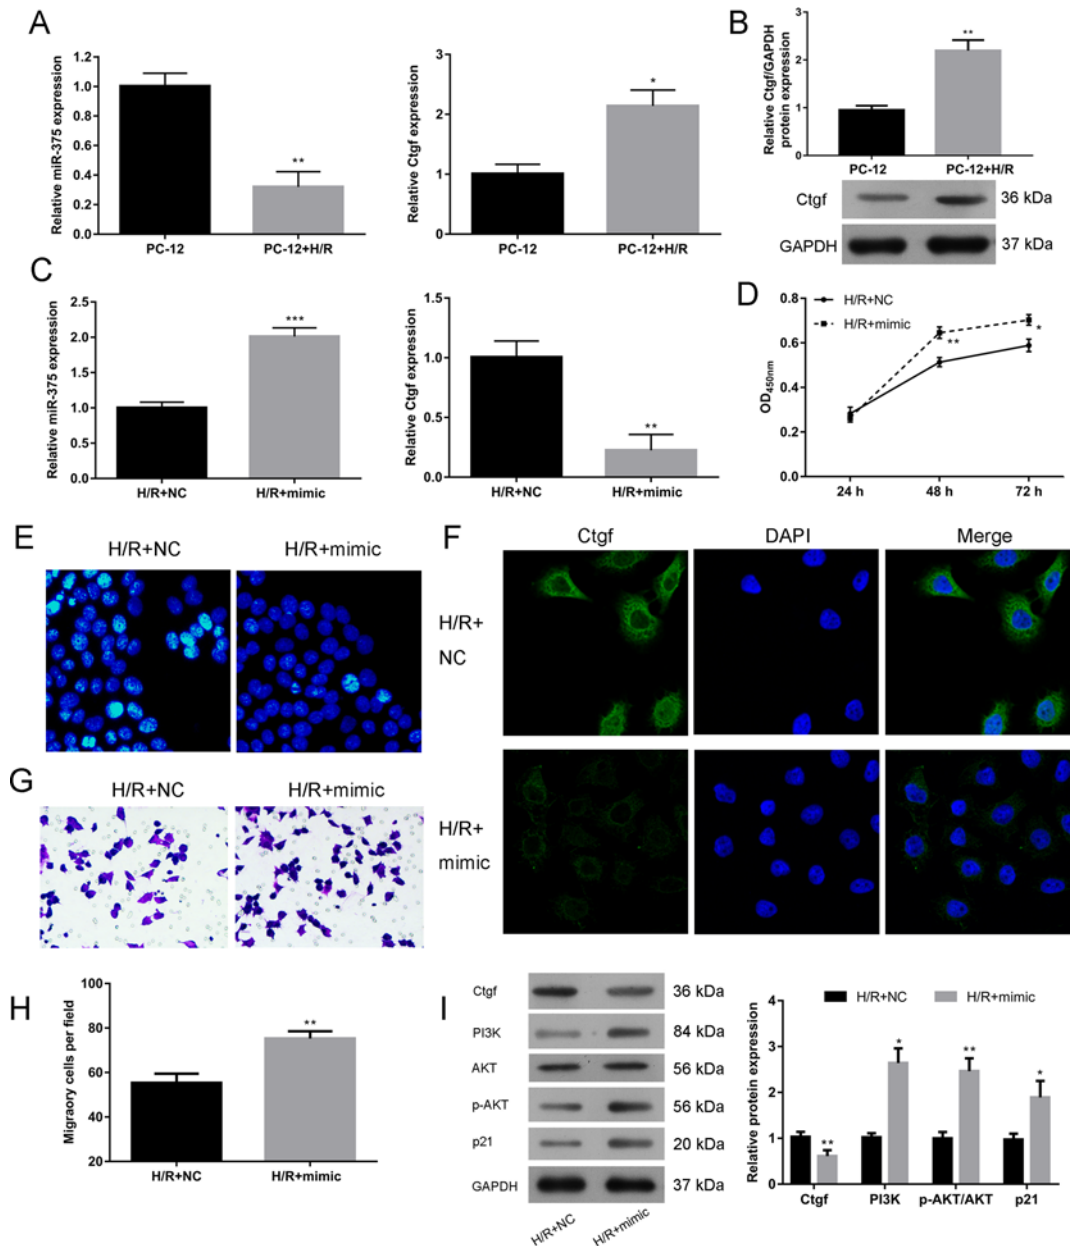 A
Relative miR-375 expression
1.2
1.0
0.8
0.6
0.4
0.2
0.0
**
PC-12
PC-12+H/R
Relative Ctgf expression
3
2
1
0
*
PC-12
PC-12+H/R
B
Relative Ctgf/GAPDH
protein expression
3
2
1
0
**
PC-12
PC-12+H/R
Ctgf
36 kDa
GAPDH
37 kDa
C
Relative miR-375 expression
2.5
2.0
1.5
1.0
0.5
0.0
***
H/R+NC
H/R+mimic
Relative Ctgf expression
1.5
1.0
0.5
0.0
**
H/R+NC
H/R+mimic
D
OD450nm
0.8
0.6
0.4
0.2
0.0
H/R+NC
H/R+mimic
**
*
24 h
48 h
72 h
E
H/R+NC
H/R+mimic
F
Ctgf
DAPI
Merge
H/R+
NC
H/R+
mimic
G
H/R+NC
H/R+mimic
H
Migraory cells per field
100
80
60
40
20
**
H/R+NC
H/R+mimic
I
Ctgf
36 kDa
PI3K
84 kDa
AKT
56 kDa
p-AKT
56 kDa
p21
20 kDa
GAPDH
37 kDa
H/R+NC
H/R+mimic
Relative protein expression
4
3
2
1
0
H/R+NC
H/R+mimic
**
*
**
*
Ctgf
PI3K
p-AKT/AKT
p21